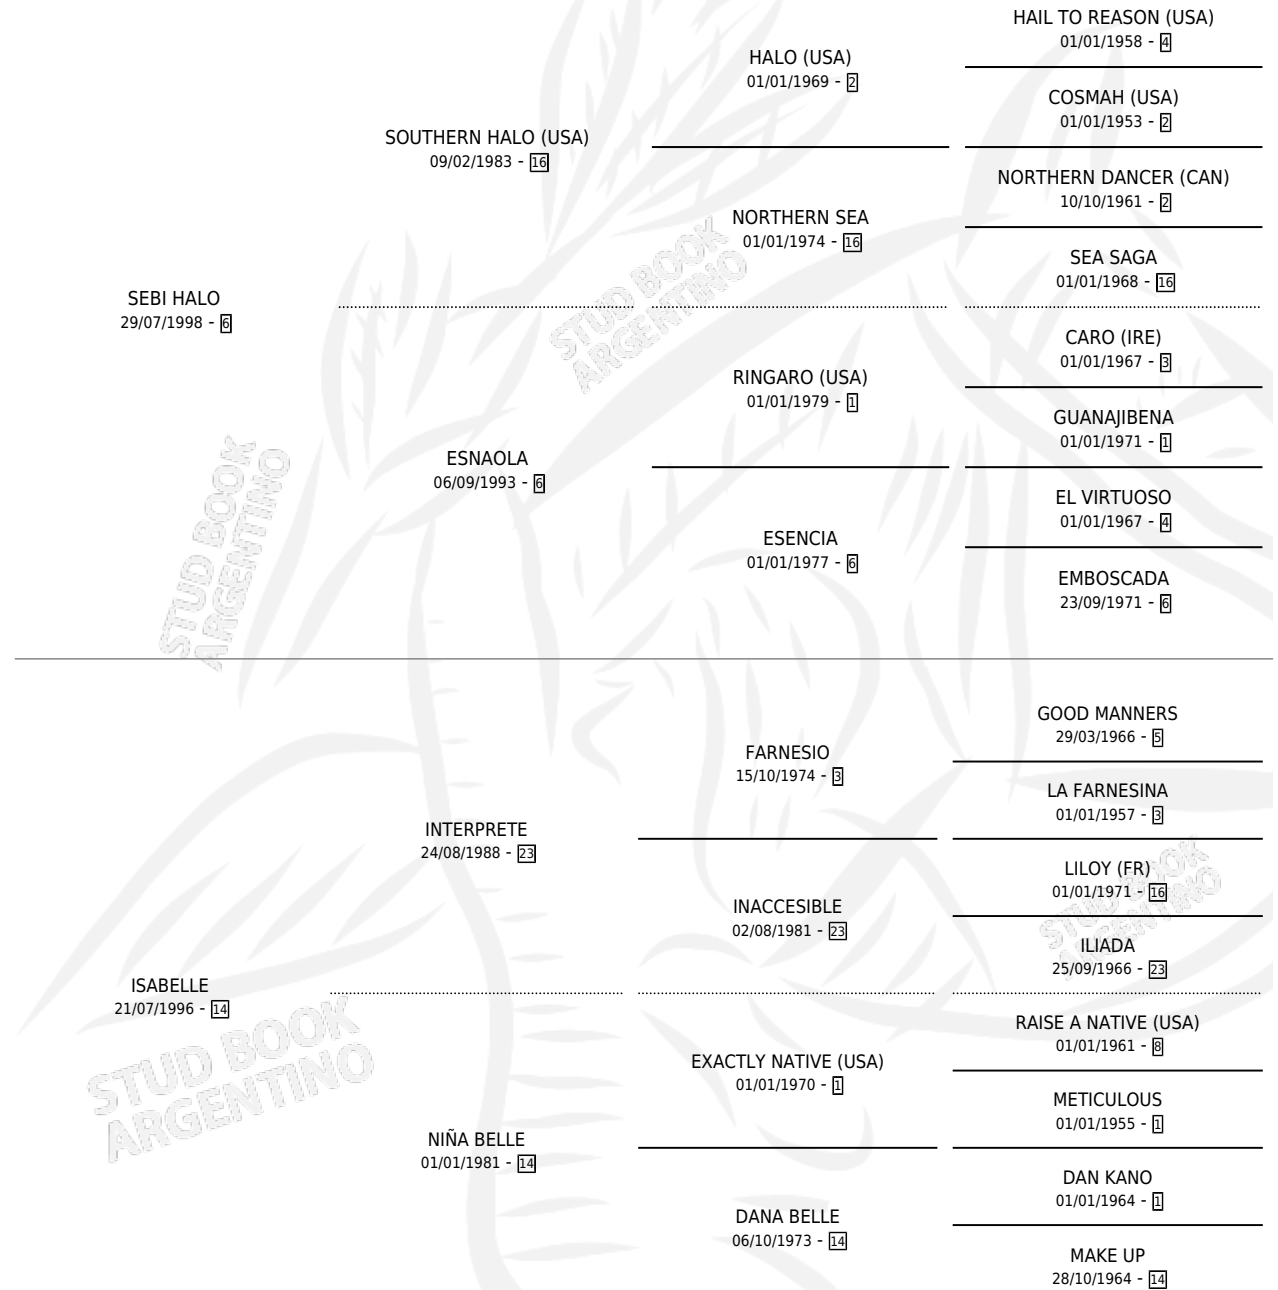 HAIL TO REASON (USA)
01/01/1958 - 4
HALO (USA)
01/01/1969 - 2
COSMAH (USA)
01/01/1953 - 2
SOUTHERN HALO (USA)
09/02/1983 - 16
NORTHERN DANCER (CAN)
10/10/1961 - 2
NORTHERN SEA
01/01/1974 - 16
SEA SAGA
01/01/1968 - 16
SEBI HALO
29/07/1998 - 6
CARO (IRE)
01/01/1967 - 3
RINGARO (USA)
01/01/1979 - 1
GUANAJIBENA
01/01/1971 - 1
ESNAOLA
06/09/1993 - 6
EL VIRTUOSO
01/01/1967 - 4
ESENCIA
01/01/1977 - 6
EMBOSCADA
23/09/1971 - 6
STUD BOOK
ARGENTINO
STUD BOOK
ARGENTINO
GOOD MANNERS
29/03/1966 - 5
FARNESIO
15/10/1974 - 3
LA FARNESINA
01/01/1957 - 3
INTERPRETE
24/08/1988 - 23
LILOY (FR)
01/01/1971 - 16
INACCESIBLE
02/08/1981 - 23
ILIADA
25/09/1966 - 23
ISABELLE
21/07/1996 - 14
RAISE A NATIVE (USA)
01/01/1961 - 8
EXACTLY NATIVE (USA)
01/01/1970 - 1
METICULOUS
01/01/1955 - 1
NIÑA BELLE
01/01/1981 - 14
DAN KANO
01/01/1964 - 1
DANA BELLE
06/10/1973 - 14
MAKE UP
28/10/1964 - 14
STUD BOOK
ARGENTINO
STUD BOOK
ARGENTINO